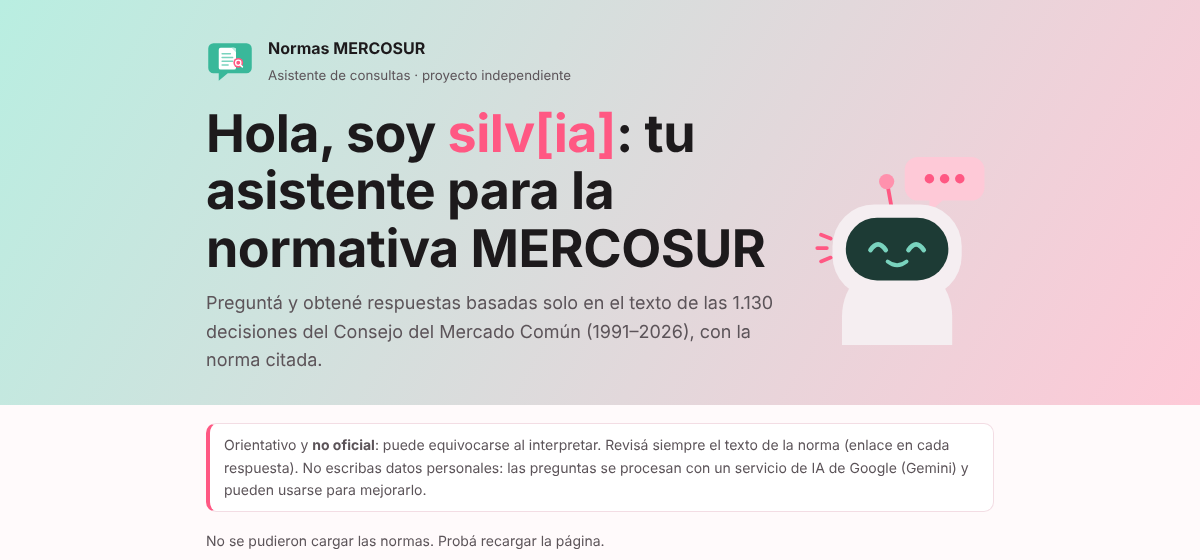 Normas MERCOSUR
Asistente de consultas · proyecto independiente
Hola, soy silv[ia]: tu
asistente para la
normativa MERCOSUR
Preguntá y obtené respuestas basadas solo en el texto de las 1.130
decisiones del Consejo del Mercado Común (1991–2026), con la
norma citada.
Orientativo y no oficial: puede equivocarse al interpretar. Revisá siempre el texto de la norma (enlace en cada
respuesta). No escribas datos personales: las preguntas se procesan con un servicio de IA de Google (Gemini) y
pueden usarse para mejorarlo.
No se pudieron cargar las normas. Probá recargar la página.